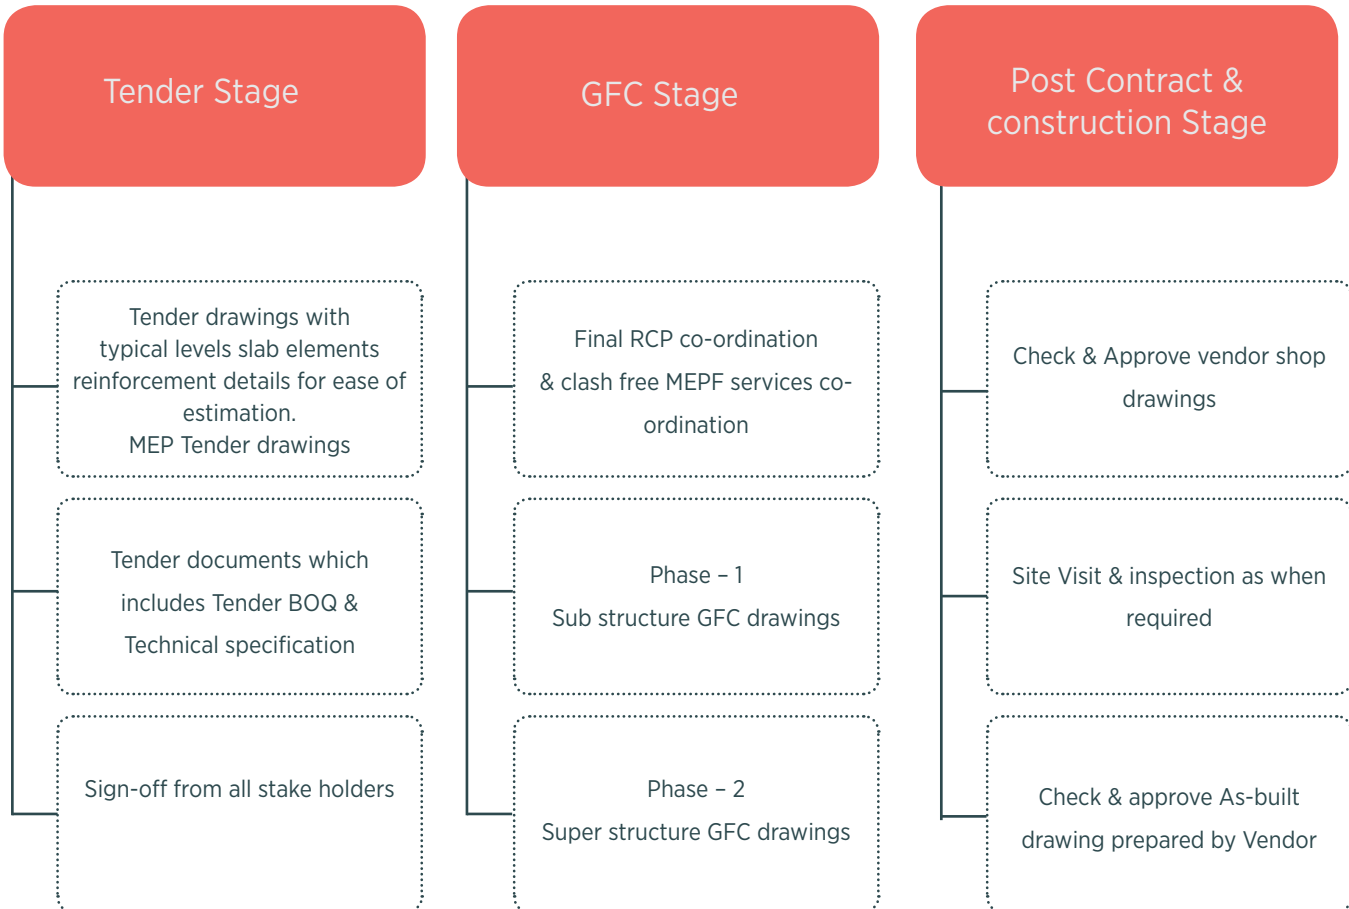 Tender Stage
Tender drawings with
typical levels slab elements
reinforcement details for ease of
estimation.
MEP Tender drawings
Tender documents which
includes Tender BOQ &
Technical specification
Sign-off from all stake holders
GFC Stage
Final RCP co-ordination
& clash free MEPF services co-
ordination
Phase – 1
Sub structure GFC drawings
Phase – 2
Super structure GFC drawings
Post Contract &
construction Stage
Check & Approve vendor shop
drawings
Site Visit & inspection as when
required
Check & approve As-built
drawing prepared by Vendor